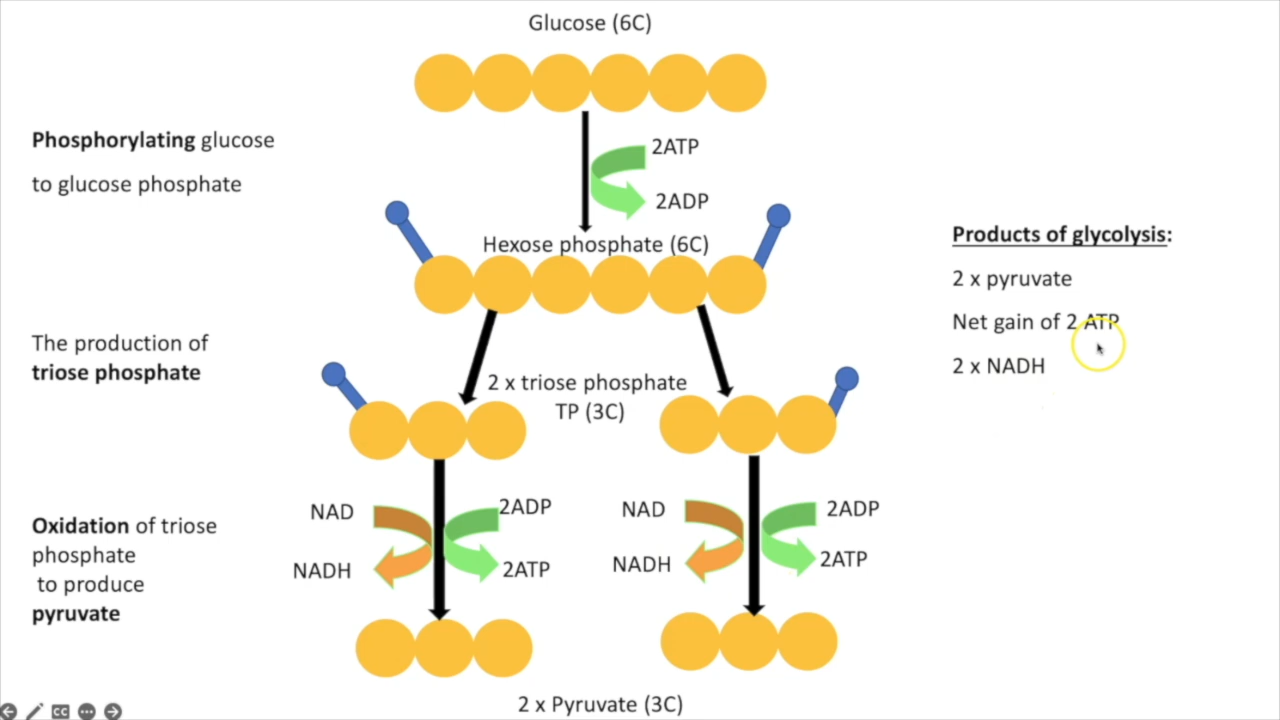 Glucose (6C)
Phosphorylating glucose
to glucose phosphate
2ATP
2ADP
Hexose phosphate (6C)
The production of
triose phosphate
2 x triose phosphate
TP (3C)
Oxidation of triose
phosphate
to produce
pyruvate
NAD
2ADP
NADH
2ATP
NAD
2ADP
NADH
2ATP
2 x Pyruvate (3C)
Products of glycolysis:
2 x pyruvate
Net gain of 2 ATP
2 x NADH
CC